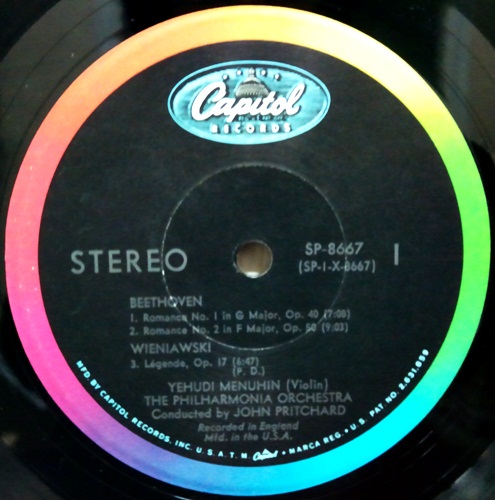 Capitol
RECORDS
STEREO
SP-8667
(SP-1-X-8667)
1
BEETHOVEN
1. Romance No. 1 in G Major, Op. 40 (7:00)
2. Romance No. 2 in F Major, Op. 50 (9:03)
WIENIAWSKI
3. Légende, Op. 17 (6:47)
(P. D.)
YEHUDI MENUHIN (Violin)
THE PHILHARMONIA ORCHESTRA
Conducted by JOHN PRITCHARD
Recorded in England
Mfd. in the U.S.A.
MFD. BY CAPITOL RECORDS, INC. U.S.A. T.M. Capitol • MARCA REG. • U.S. PAT. NO. 2,631,859